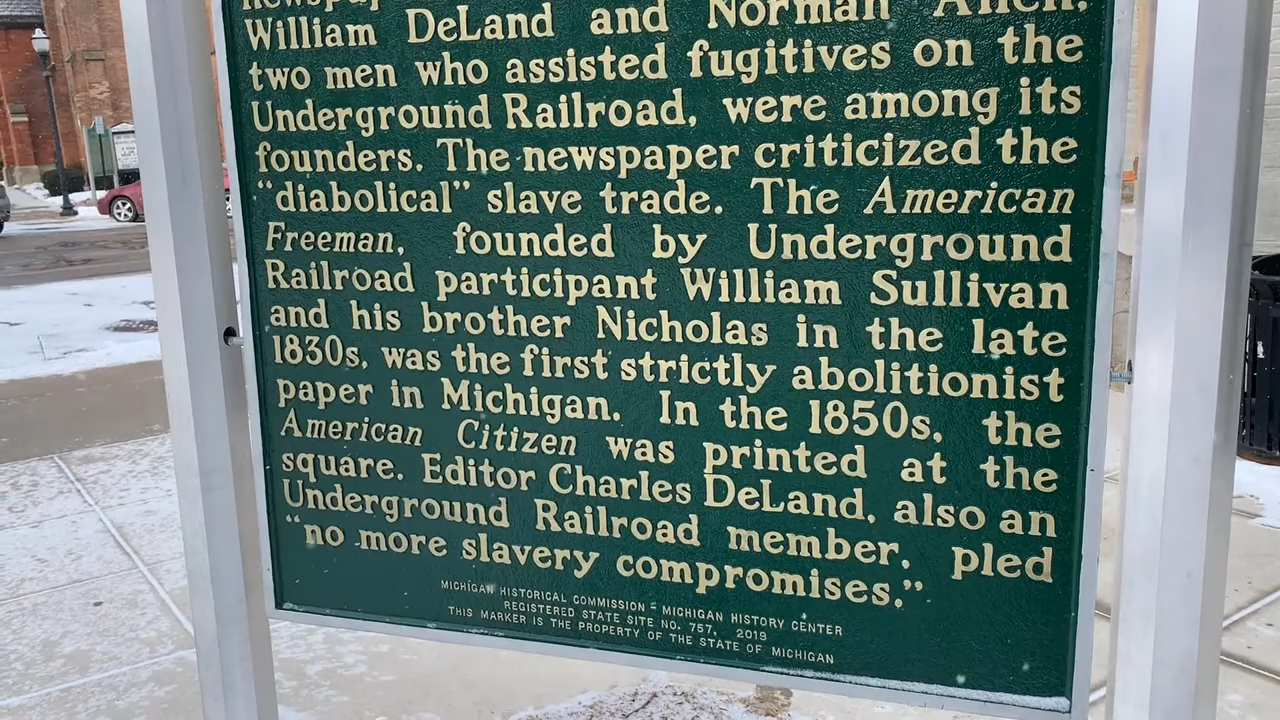 William DeLand and Norman Allen,
two men who assisted fugitives on the
Underground Railroad, were among its
founders. The newspaper criticized the
"diabolical" slave trade. The American
Freeman, founded by Underground
Railroad participant William Sullivan
and his brother Nicholas in the late
1830s, was the first strictly abolitionist
paper in Michigan. In the 1850s, the
American Citizen was printed at the
square. Editor Charles DeLand, also an
Underground Railroad member, pled
"no more slavery compromises."
MICHIGAN HISTORICAL COMMISSION – MICHIGAN HISTORY CENTER
REGISTERED STATE SITE NO. 757, 2019
THIS MARKER IS THE PROPERTY OF THE STATE OF MICHIGAN